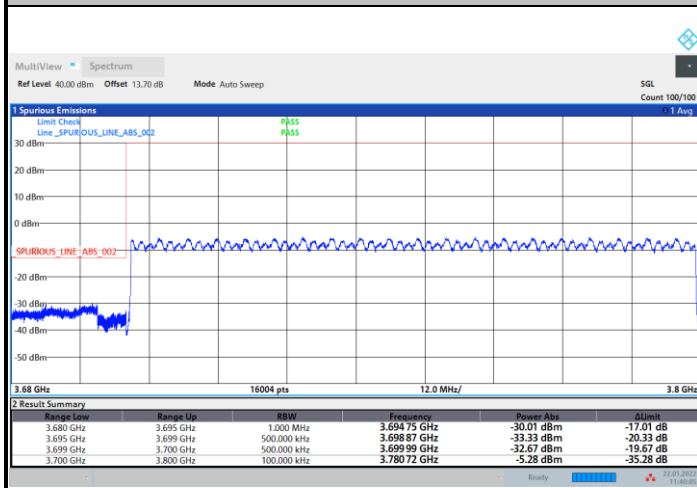 MultiView Spectrum
Ref Level 40.00 dBm Offset 13.70 dB Mode Auto Sweep SGL
Count 100/100
1 Spurious Emissions 1 Avg
Limit Check PASS
Line _SPURIOUS_LINE_ABS_002 PASS
30 dBm
20 dBm
10 dBm
0 dBm
SPURIOUS_LINE_ABS_002
-20 dBm
-30 dBm
-40 dBm
-50 dBm
3.68 GHz 16004 pts 12.0 MHz/ 3.8 GHz
2 Result Summary
Range Low Range Up RBW Frequency Power Abs ΔLimit
3.680 GHz 3.695 GHz 1.000 MHz 3.694 75 GHz -30.01 dBm -17.01 dB
3.695 GHz 3.699 GHz 500.000 kHz 3.698 87 GHz -33.33 dBm -20.33 dB
3.699 GHz 3.700 GHz 500.000 kHz 3.699 99 GHz -32.67 dBm -19.67 dB
3.700 GHz 3.800 GHz 100.000 kHz 3.780 72 GHz -5.28 dBm -35.28 dB
Ready 22.01.2022
11:40:05